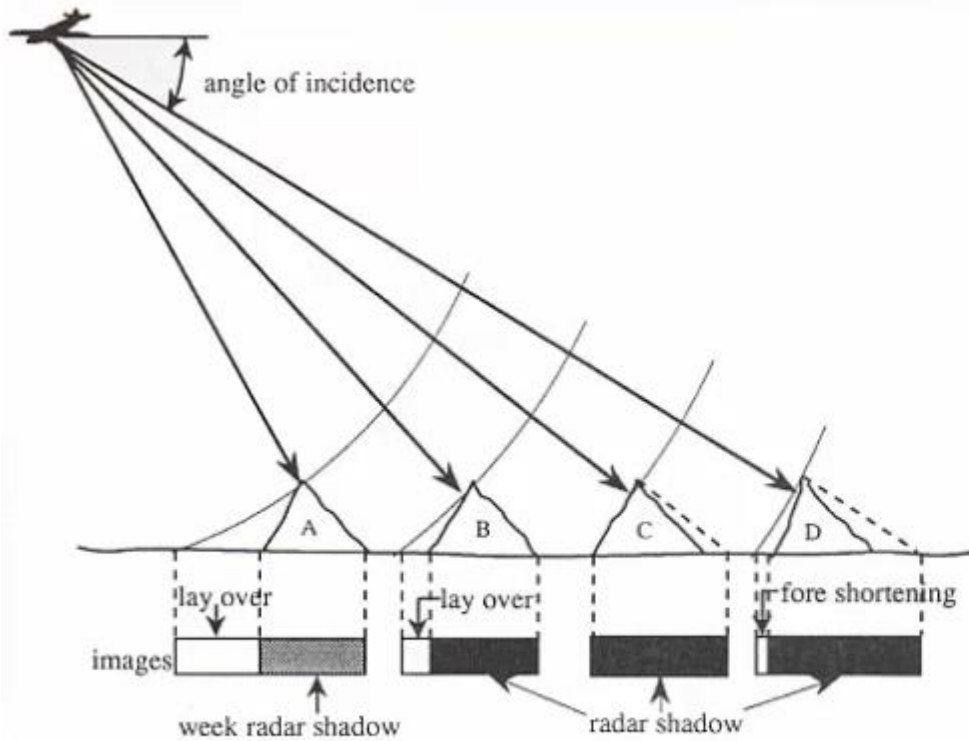 angle of incidence
A
B
C
D
lay over
lay over
fore shortening
images
week radar shadow
radar shadow